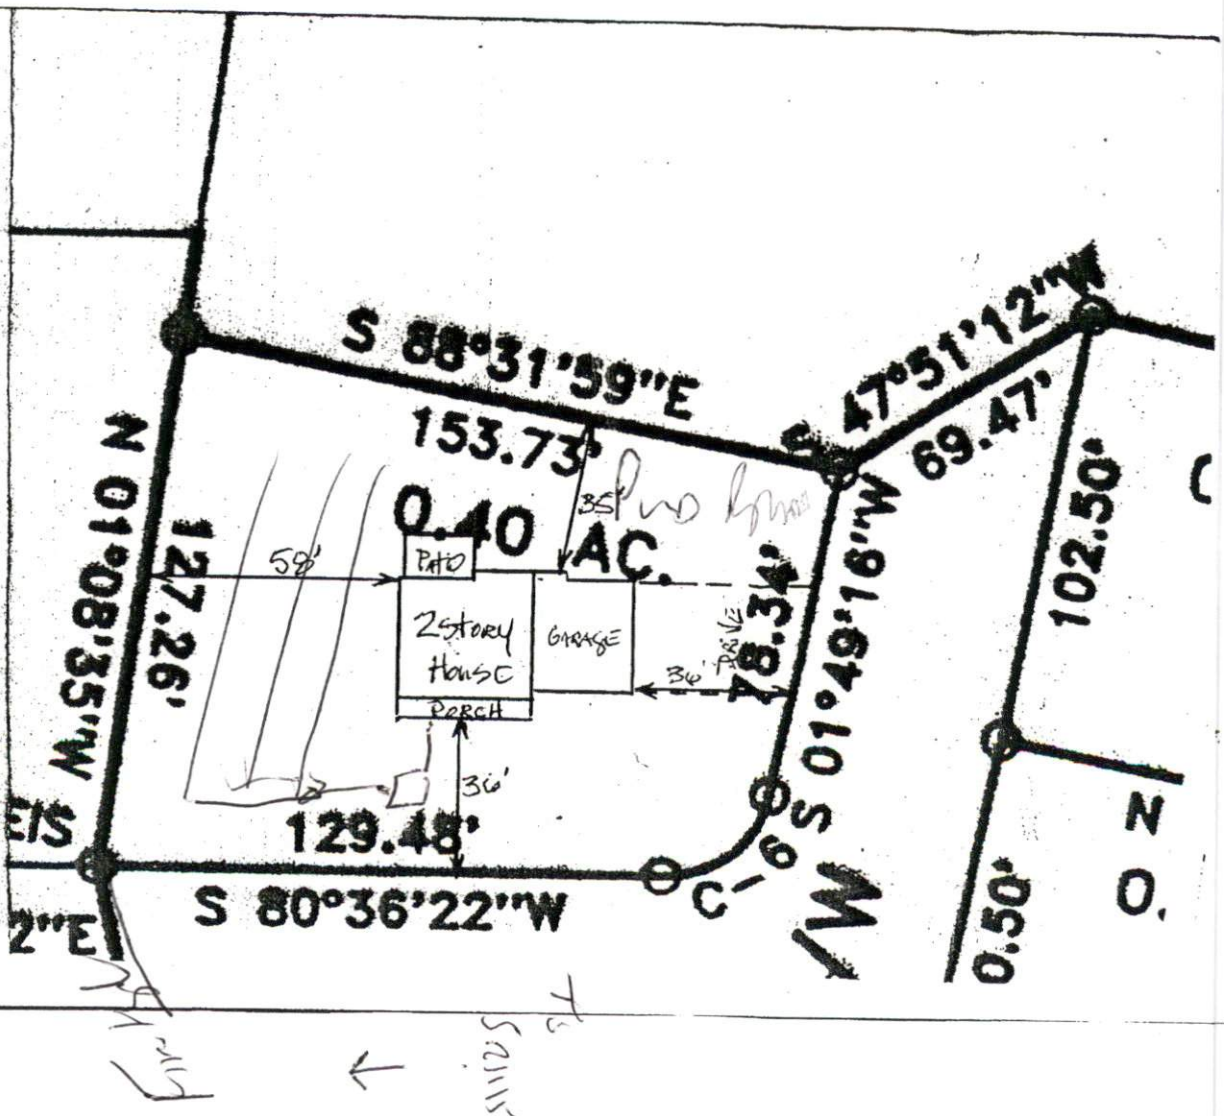 S 88°31'59"E
153.73'
S 47°51'12"W
69.47'
N 01°08'35"W
127.26'
0.40 AC.
35'
58'
PATIO
2 STORY
HOUSE
GARAGE
PORCH
DRIVE
36'
36'
78.34'
S 01°49'16"W
102.50'
129.48'
S 80°36'22"W
C-6
E/S
2"E
/W
N
O.
0.50'